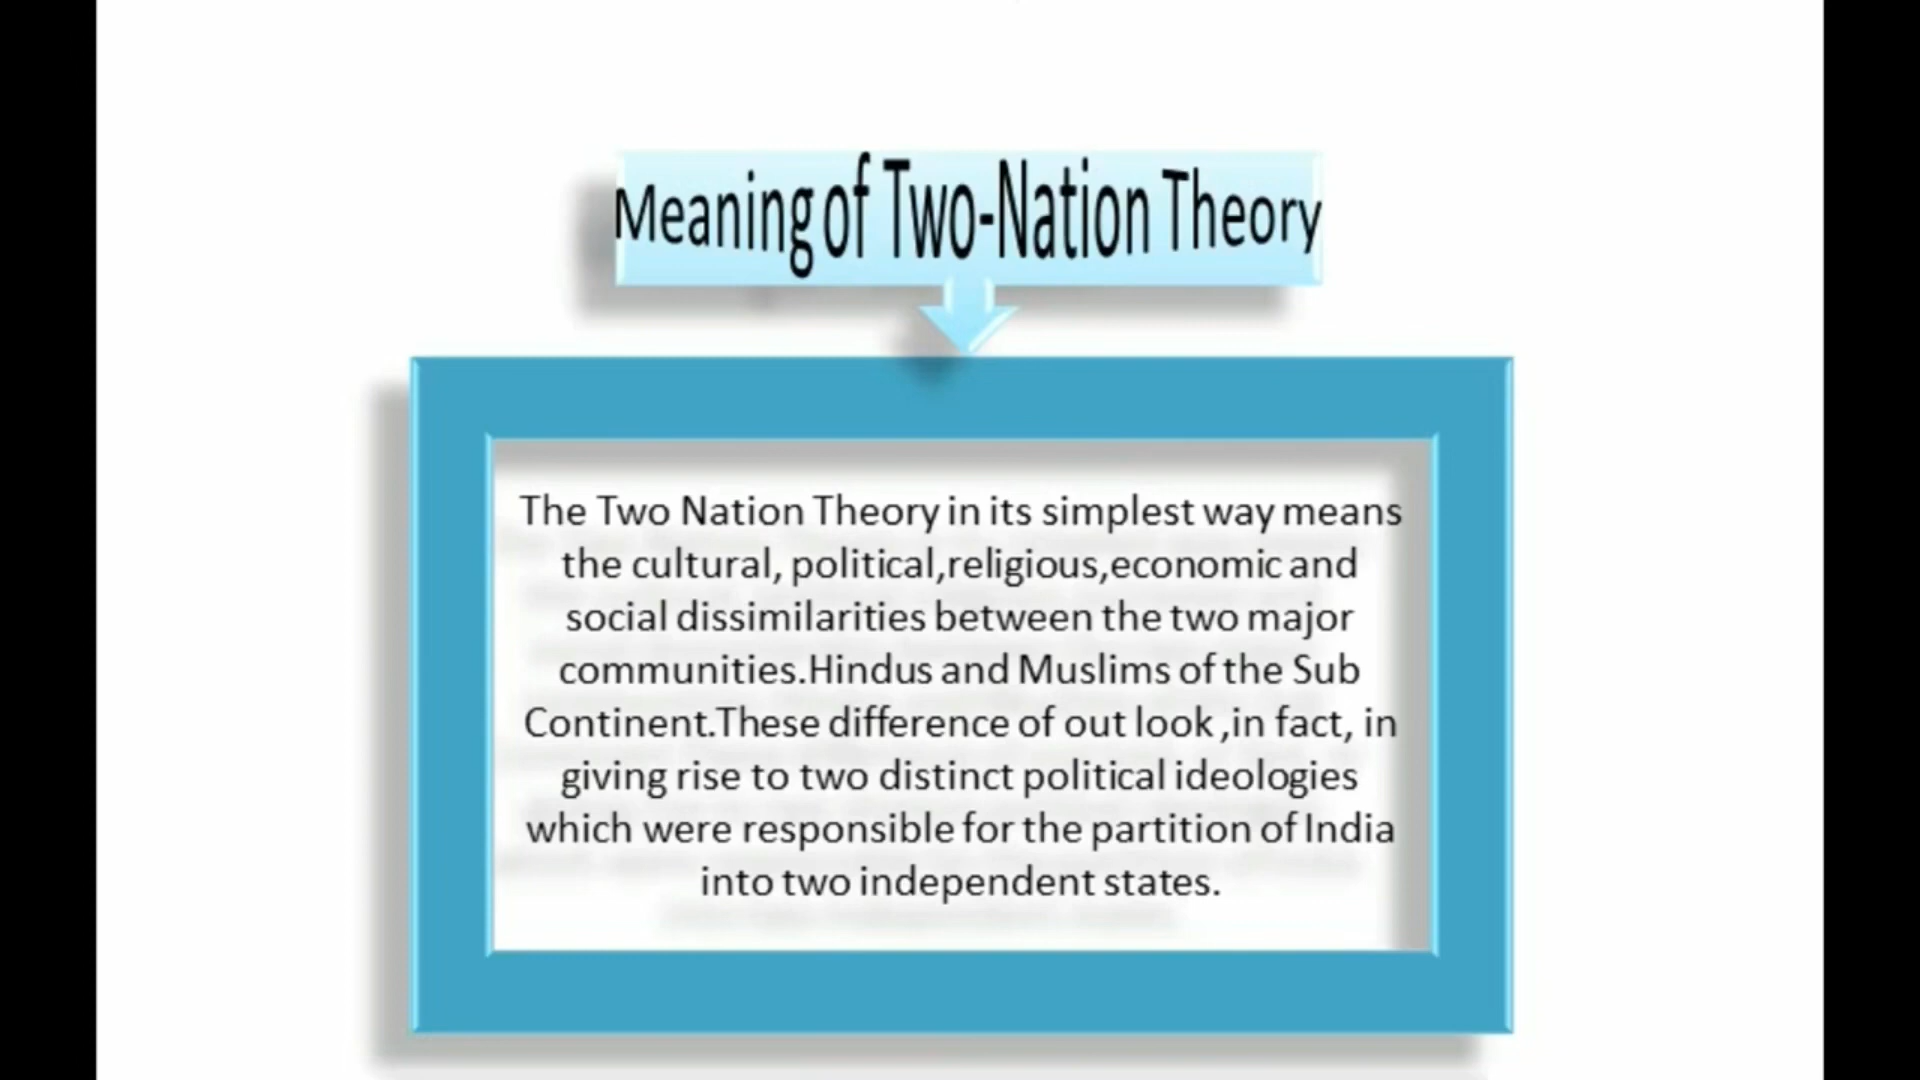 Meaning of Two-Nation Theory
The Two Nation Theory in its simplest way means
the cultural, political,religious,economic and
social dissimilarities between the two major
communities.Hindus and Muslims of the Sub
Continent.These difference of out look ,in fact, in
giving rise to two distinct political ideologies
which were responsible for the partition of India
into two independent states.